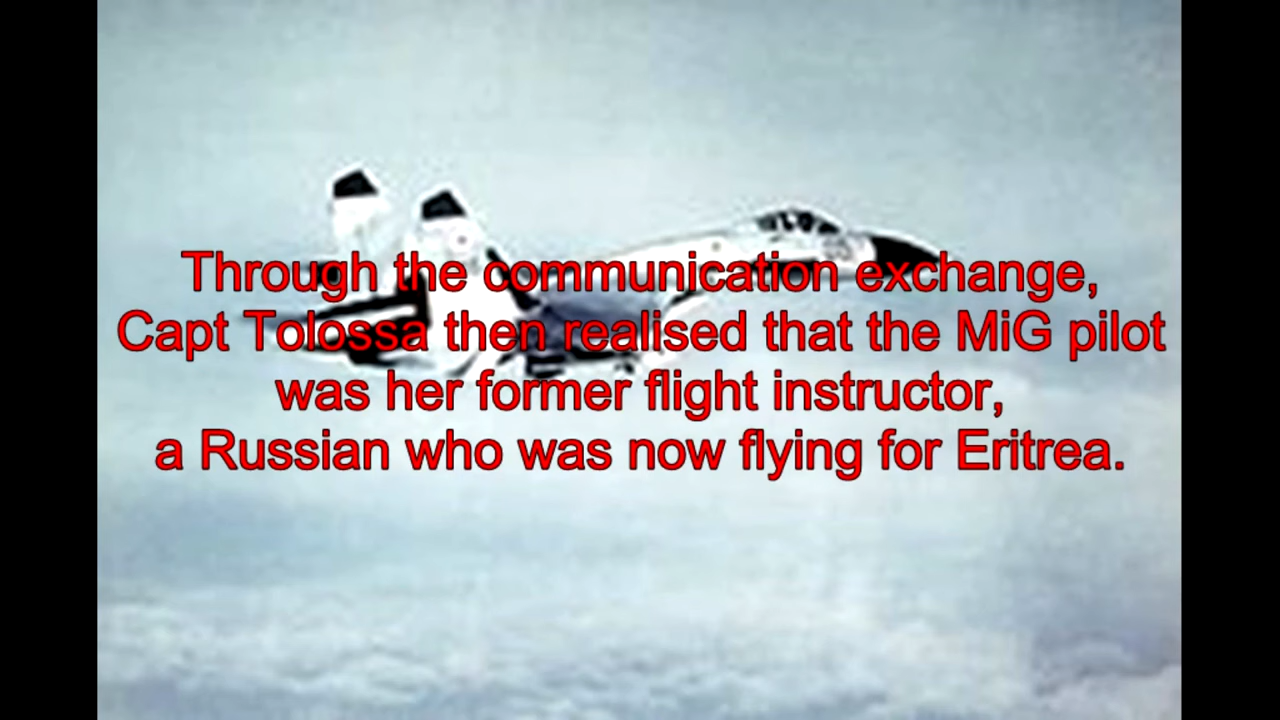 Through the communication exchange,
Capt Tolossa then realised that the MiG pilot
was her former flight instructor,
a Russian who was now flying for Eritrea.